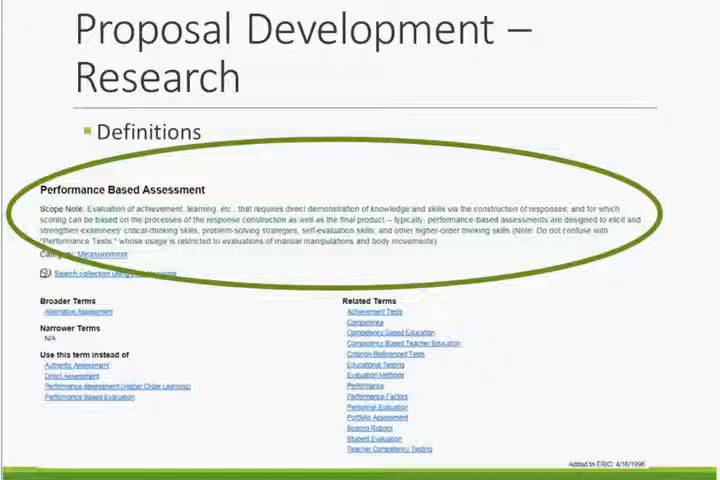 Proposal Development –
Research
Definitions
Performance Based Assessment
Scope Note: Evaluation of achievement, learning, etc., that requires direct demonstration of knowledge and skills via the construction of responses, and for which
scoring can be based on the processes of the response construction as well as the final product -- typically, performance-based assessments are designed to elicit and
strengthen examinees' critical-thinking skills, problem-solving strategies, self-evaluation skills, and other higher-order thinking skills (Note: Do not confuse with
"Performance Tests," whose usage is restricted to evaluations of manual manipulations and body movements)
Category: Measurement
Search collection using this descriptor
Broader Terms
Alternative Assessment
Narrower Terms
N/A
Use this term instead of
Authentic Assessment
Direct Assessment
Performance Assessment (Higher Order Learning)
Performance Based Evaluation
Related Terms
Achievement Tests
Competence
Competency Based Education
Competency Based Teacher Education
Criterion Referenced Tests
Educational Testing
Evaluation Methods
Performance
Performance Factors
Personnel Evaluation
Portfolio Assessment
Scoring Rubrics
Student Evaluation
Teacher Competency Testing
Added to ERIC: 4/16/1996